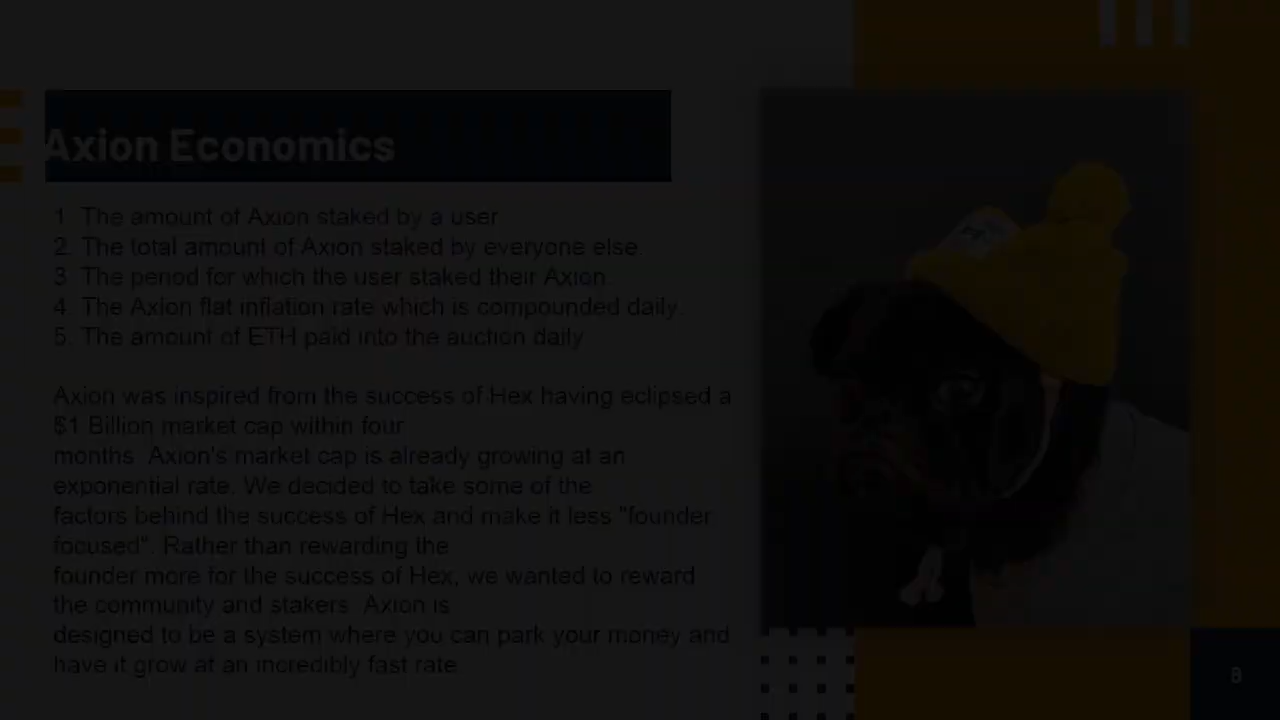 Axion Economics
1. The amount of Axion staked by a user
2. The total amount of Axion staked by everyone else.
3. The period for which the user staked their Axion.
4. The Axion flat inflation rate which is compounded daily.
5. The amount of ETH paid into the auction daily
Axion was inspired from the success of Hex having eclipsed a
$1 Billion market cap within four
months. Axion's market cap is already growing at an
exponential rate. We decided to take some of the
factors behind the success of Hex and make it less "founder
focused". Rather than rewarding the
founder more for the success of Hex, we wanted to reward
the community and stakers. Axion is
designed to be a system where you can park your money and
have it grow at an incredibly fast rate.
8